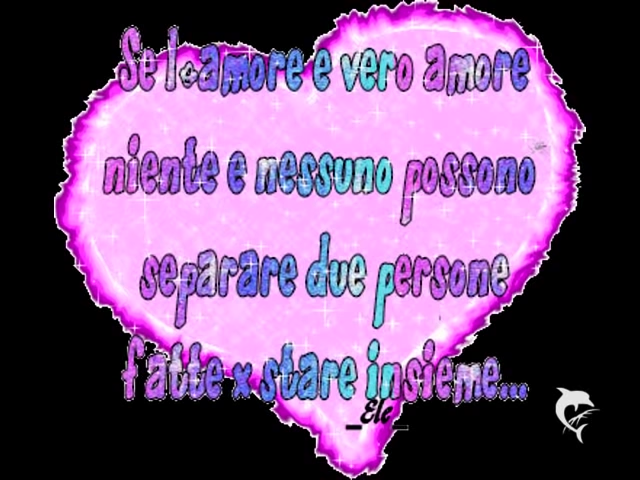 Se l'amore e vero amore
niente e nessuno possono
separare due persone
fatte x stare insieme...
_Ele_